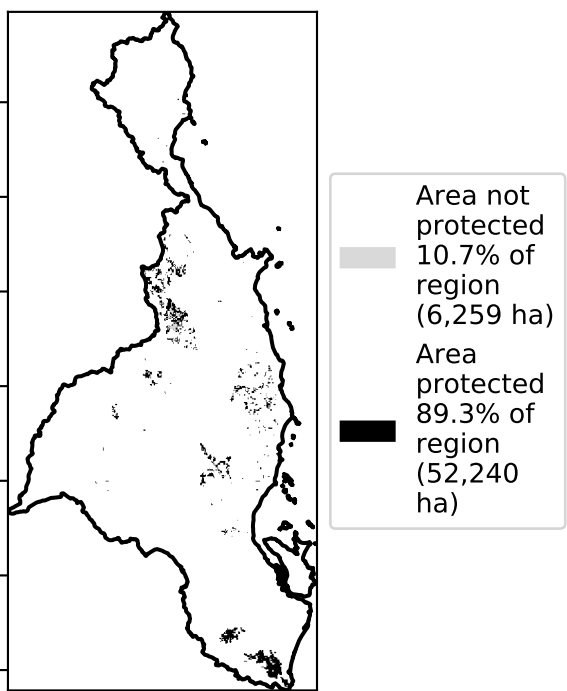 Area not
protected
10.7% of
region
(6,259 ha)
Area
protected
89.3% of
region
(52,240
ha)